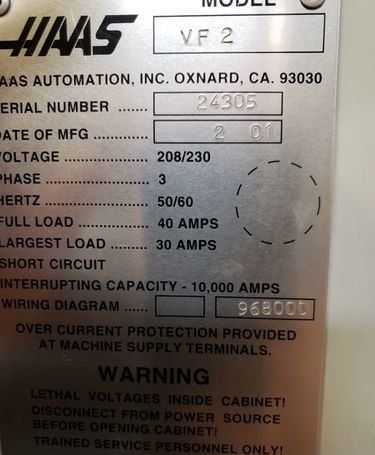 MODEL
HAAS
VF 2
AAS AUTOMATION, INC. OXNARD, CA. 93030
ERIAL NUMBER ...... 24305
DATE OF MFG ........... 2 01
VOLTAGE ................ 208/230
PHASE .................... 3
HERTZ .................... 50/60
FULL LOAD ............ 40 AMPS
LARGEST LOAD ....... 30 AMPS
SHORT CIRCUIT
INTERRUPTING CAPACITY - 10,000 AMPS
WIRING DIAGRAM ..... 96800D
OVER CURRENT PROTECTION PROVIDED
AT MACHINE SUPPLY TERMINALS.
WARNING
LETHAL VOLTAGES INSIDE CABINET!
DISCONNECT FROM POWER SOURCE
BEFORE OPENING CABINET!
TRAINED SERVICE PERSONNEL ONLY!